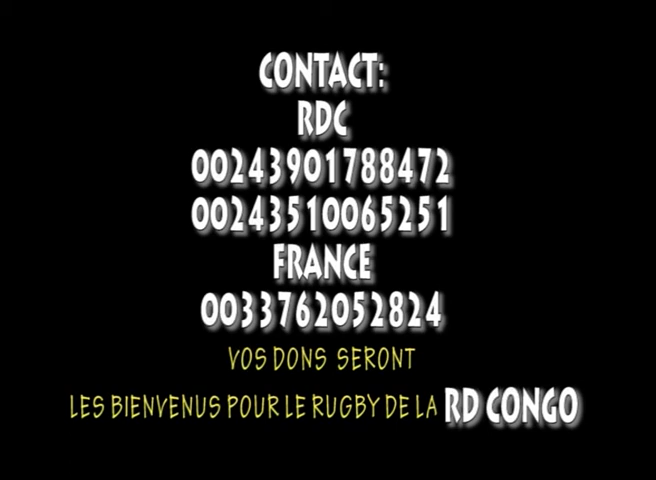 CONTACT:
RDC
00243901788472
00243510065251
FRANCE
0033762052824
VOS DONS SERONT
LES BIENVENUS POUR LE RUGBY DE LA RD CONGO